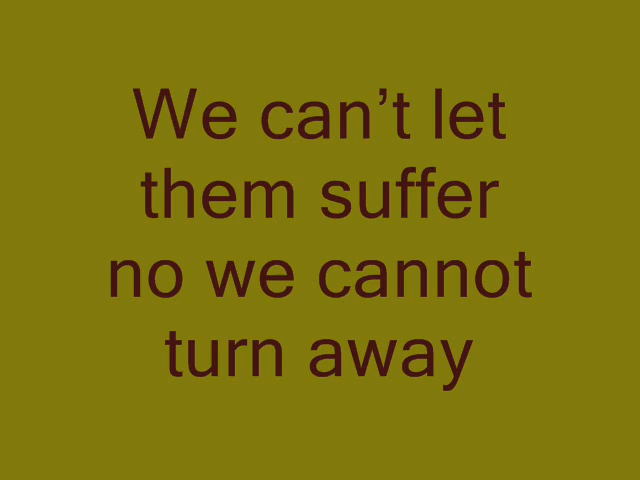 We can’t let
them suffer
no we cannot
turn away